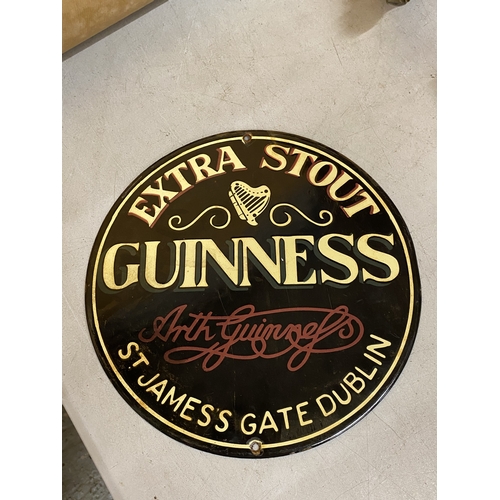 EXTRA STOUT
GUINNESS
Arth Guinness
ST JAMES'S GATE DUBLIN